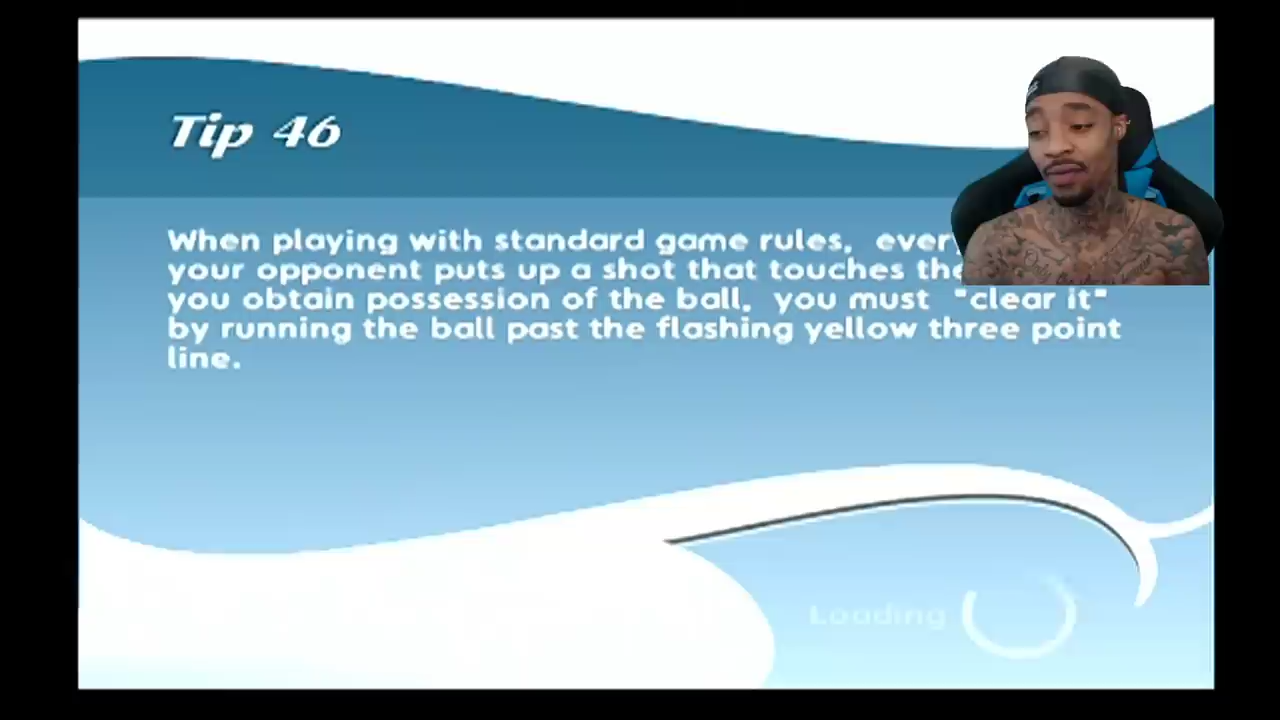 Tip 46
When playing with standard game rules, every
your opponent puts up a shot that touches the
you obtain possession of the ball, you must "clear it"
by running the ball past the flashing yellow three point
line.
Loading